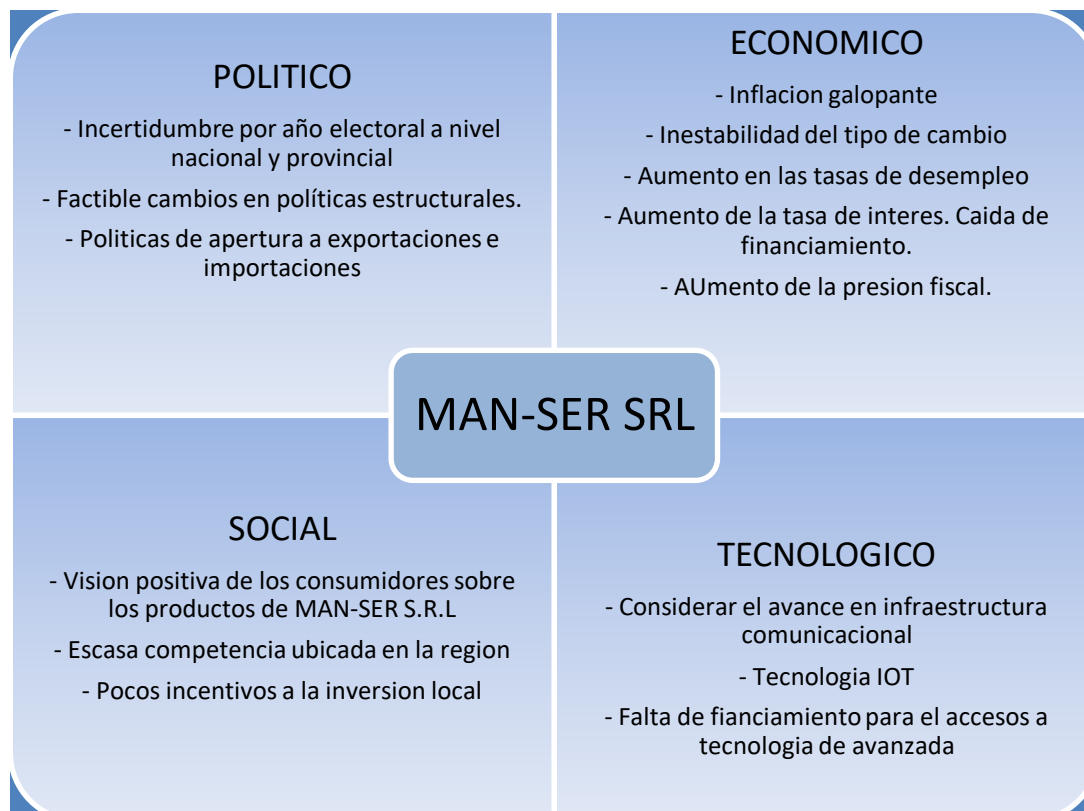 POLITICO
- Incertidumbre por año electoral a nivel
nacional y provincial
- Factible cambios en políticas estructurales.
- Politicas de apertura a exportaciones e
importaciones
ECONOMICO
- Inflacion galopante
- Inestabilidad del tipo de cambio
- Aumento en las tasas de desempleo
- Aumento de la tasa de interes. Caida de
financiamiento.
- AUmento de la presion fiscal.
MAN-SER SRL
SOCIAL
- Vision positiva de los consumidores sobre
los productos de MAN-SER S.R.L
- Escasa competencia ubicada en la region
- Pocos incentivos a la inversion local
TECNOLOGICO
- Considerar el avance en infraestructura
comunicacional
- Tecnologia IOT
- Falta de fianciamiento para el accesos a
tecnologia de avanzada